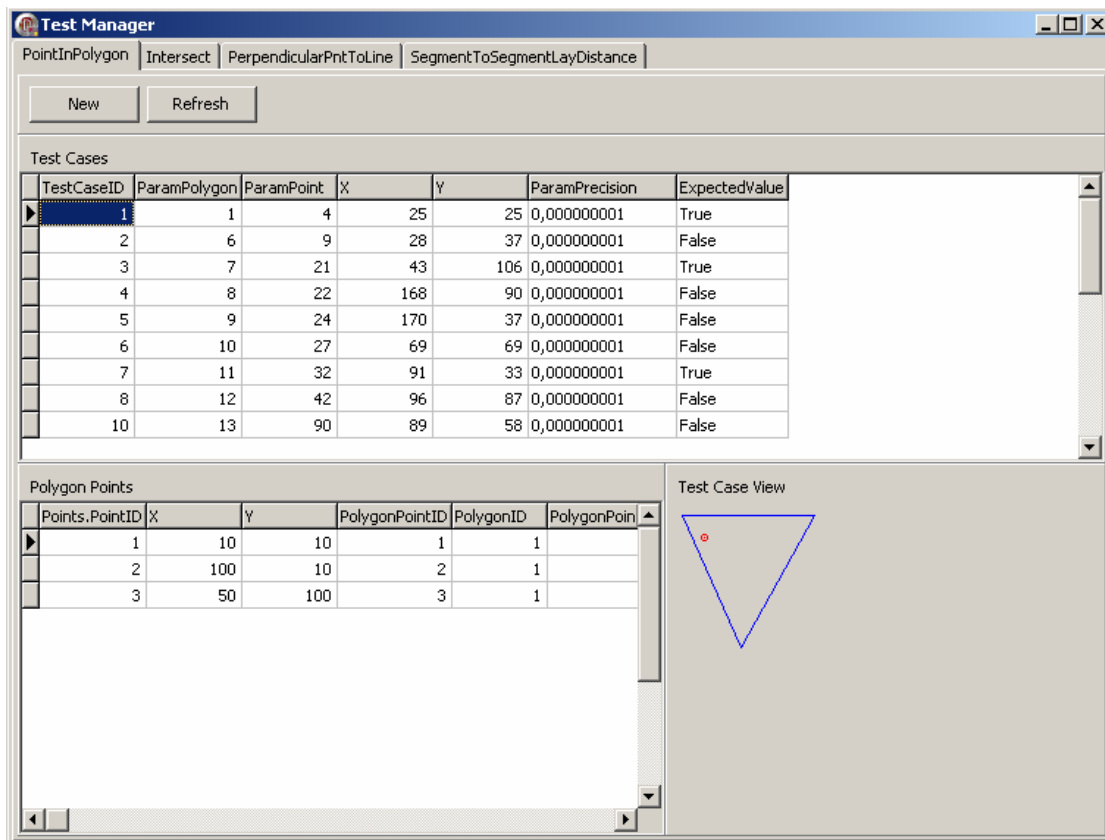 Test Manager
PointInPolygon Intersect PerpendicularPntToLine SegmentToSegmentLayDistance
New Refresh
Test Cases
TestCaseID ParamPolygon ParamPoint X Y ParamPrecision ExpectedValue
1 1 4 25 25 0,000000001 True
2 6 9 28 37 0,000000001 False
3 7 21 43 106 0,000000001 True
4 8 22 168 90 0,000000001 False
5 9 24 170 37 0,000000001 False
6 10 27 69 69 0,000000001 False
7 11 32 91 33 0,000000001 True
8 12 42 96 87 0,000000001 False
10 13 90 89 58 0,000000001 False
Polygon Points
Points.PointID X Y PolygonPointID PolygonID PolygonPoin
1 10 10 1 1
2 100 10 2 1
3 50 100 3 1
Test Case View